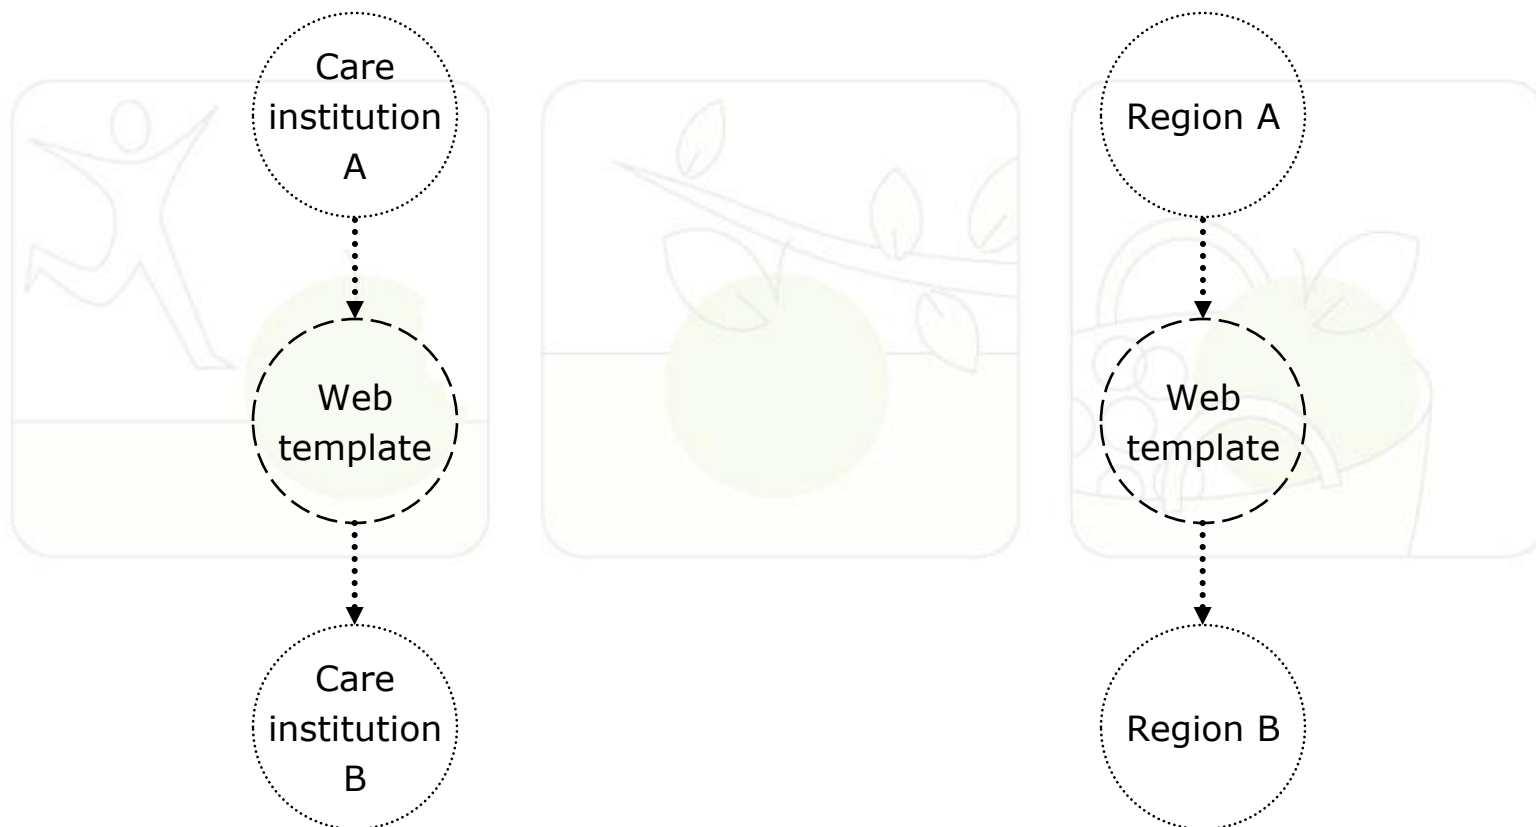 Care
institution
A
Region A
Web
template
Web
template
Care
institution
B
Region B